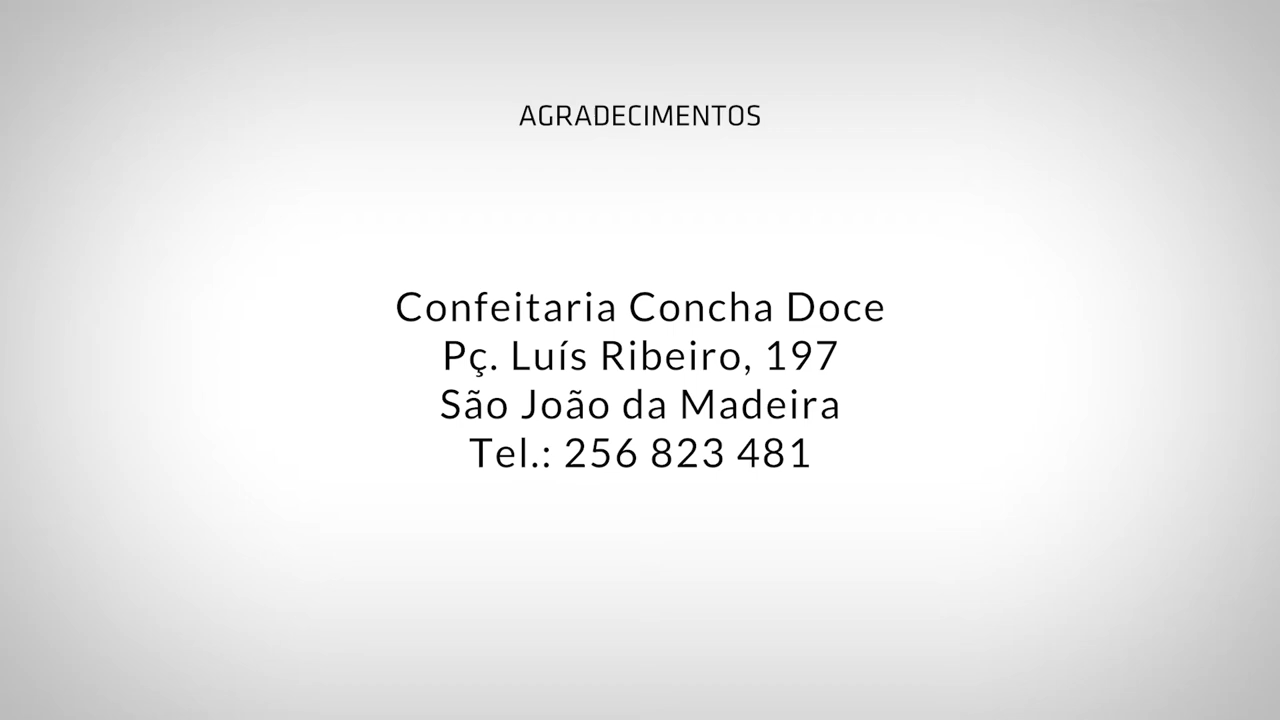 AGRADECIMENTOS
Confeitaria Concha Doce
Pç. Luís Ribeiro, 197
São João da Madeira
Tel.: 256 823 481